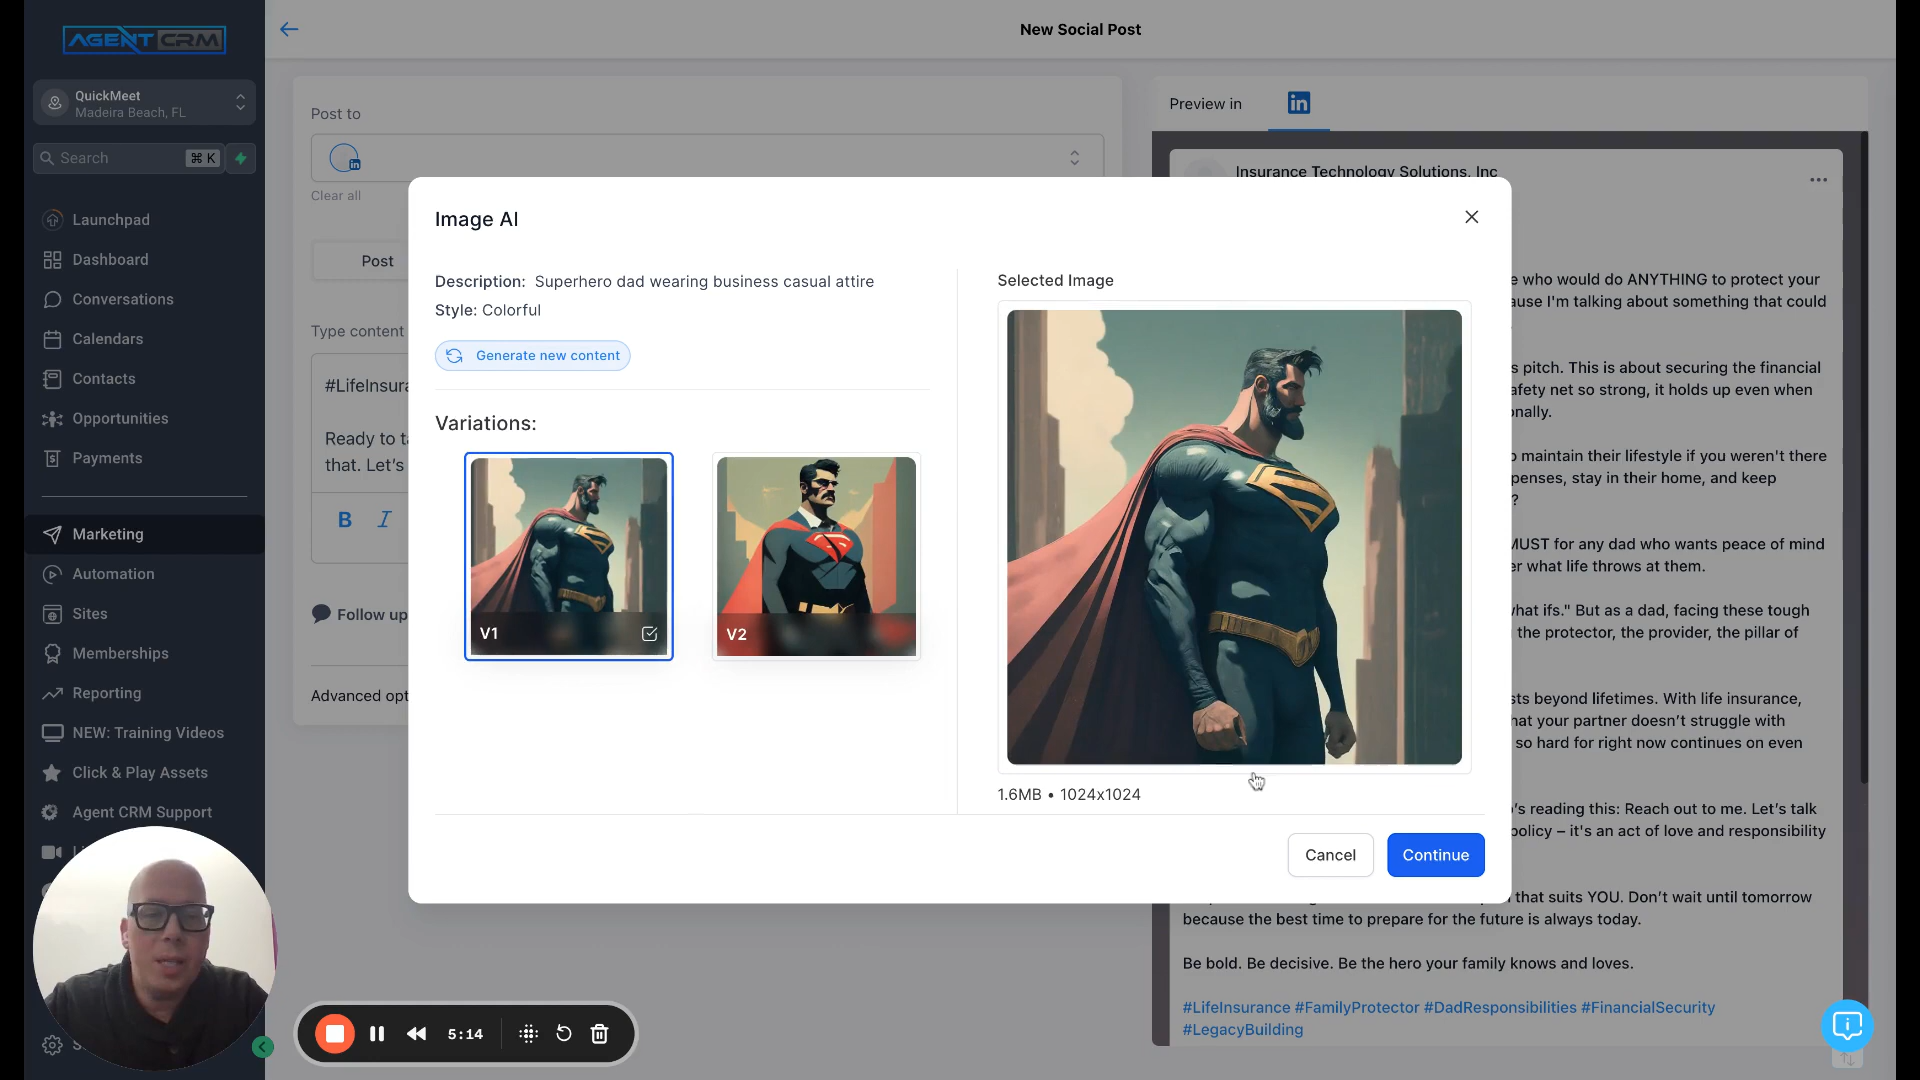 AGENT CRM
QuickMeet
Madeira Beach, FL
Search
⌘ K
Launchpad
Dashboard
Conversations
Calendars
Contacts
Opportunities
Payments
Marketing
Automation
Sites
Memberships
Reporting
NEW: Training Videos
Click & Play Assets
Agent CRM Support
New Social Post
Post to
in
Clear all
Post
Type content
#LifeInsura
Ready to ta
that. Let's
B I
Follow up
Advanced opt
Image AI
Description: Superhero dad wearing business casual attire
Style: Colorful
Generate new content
Variations:
V1
V2
Selected Image
1.6MB • 1024x1024
Cancel
Continue
5:14
Preview in
in
Insurance Technology Solutions, Inc
e who would do ANYTHING to protect your
ause I'm talking about something that could
s pitch. This is about securing the financial
afety net so strong, it holds up even when
onally.
o maintain their lifestyle if you weren't there
penses, stay in their home, and keep
?
MUST for any dad who wants peace of mind
er what life throws at them.
hat ifs." But as a dad, facing these tough
the protector, the provider, the pillar of
sts beyond lifetimes. With life insurance,
hat your partner doesn't struggle with
so hard for right now continues on even
's reading this: Reach out to me. Let's talk
policy – it's an act of love and responsibility
that suits YOU. Don't wait until tomorrow
because the best time to prepare for the future is always today.
Be bold. Be decisive. Be the hero your family knows and loves.
#LifeInsurance #FamilyProtector #DadResponsibilities #FinancialSecurity
#LegacyBuilding